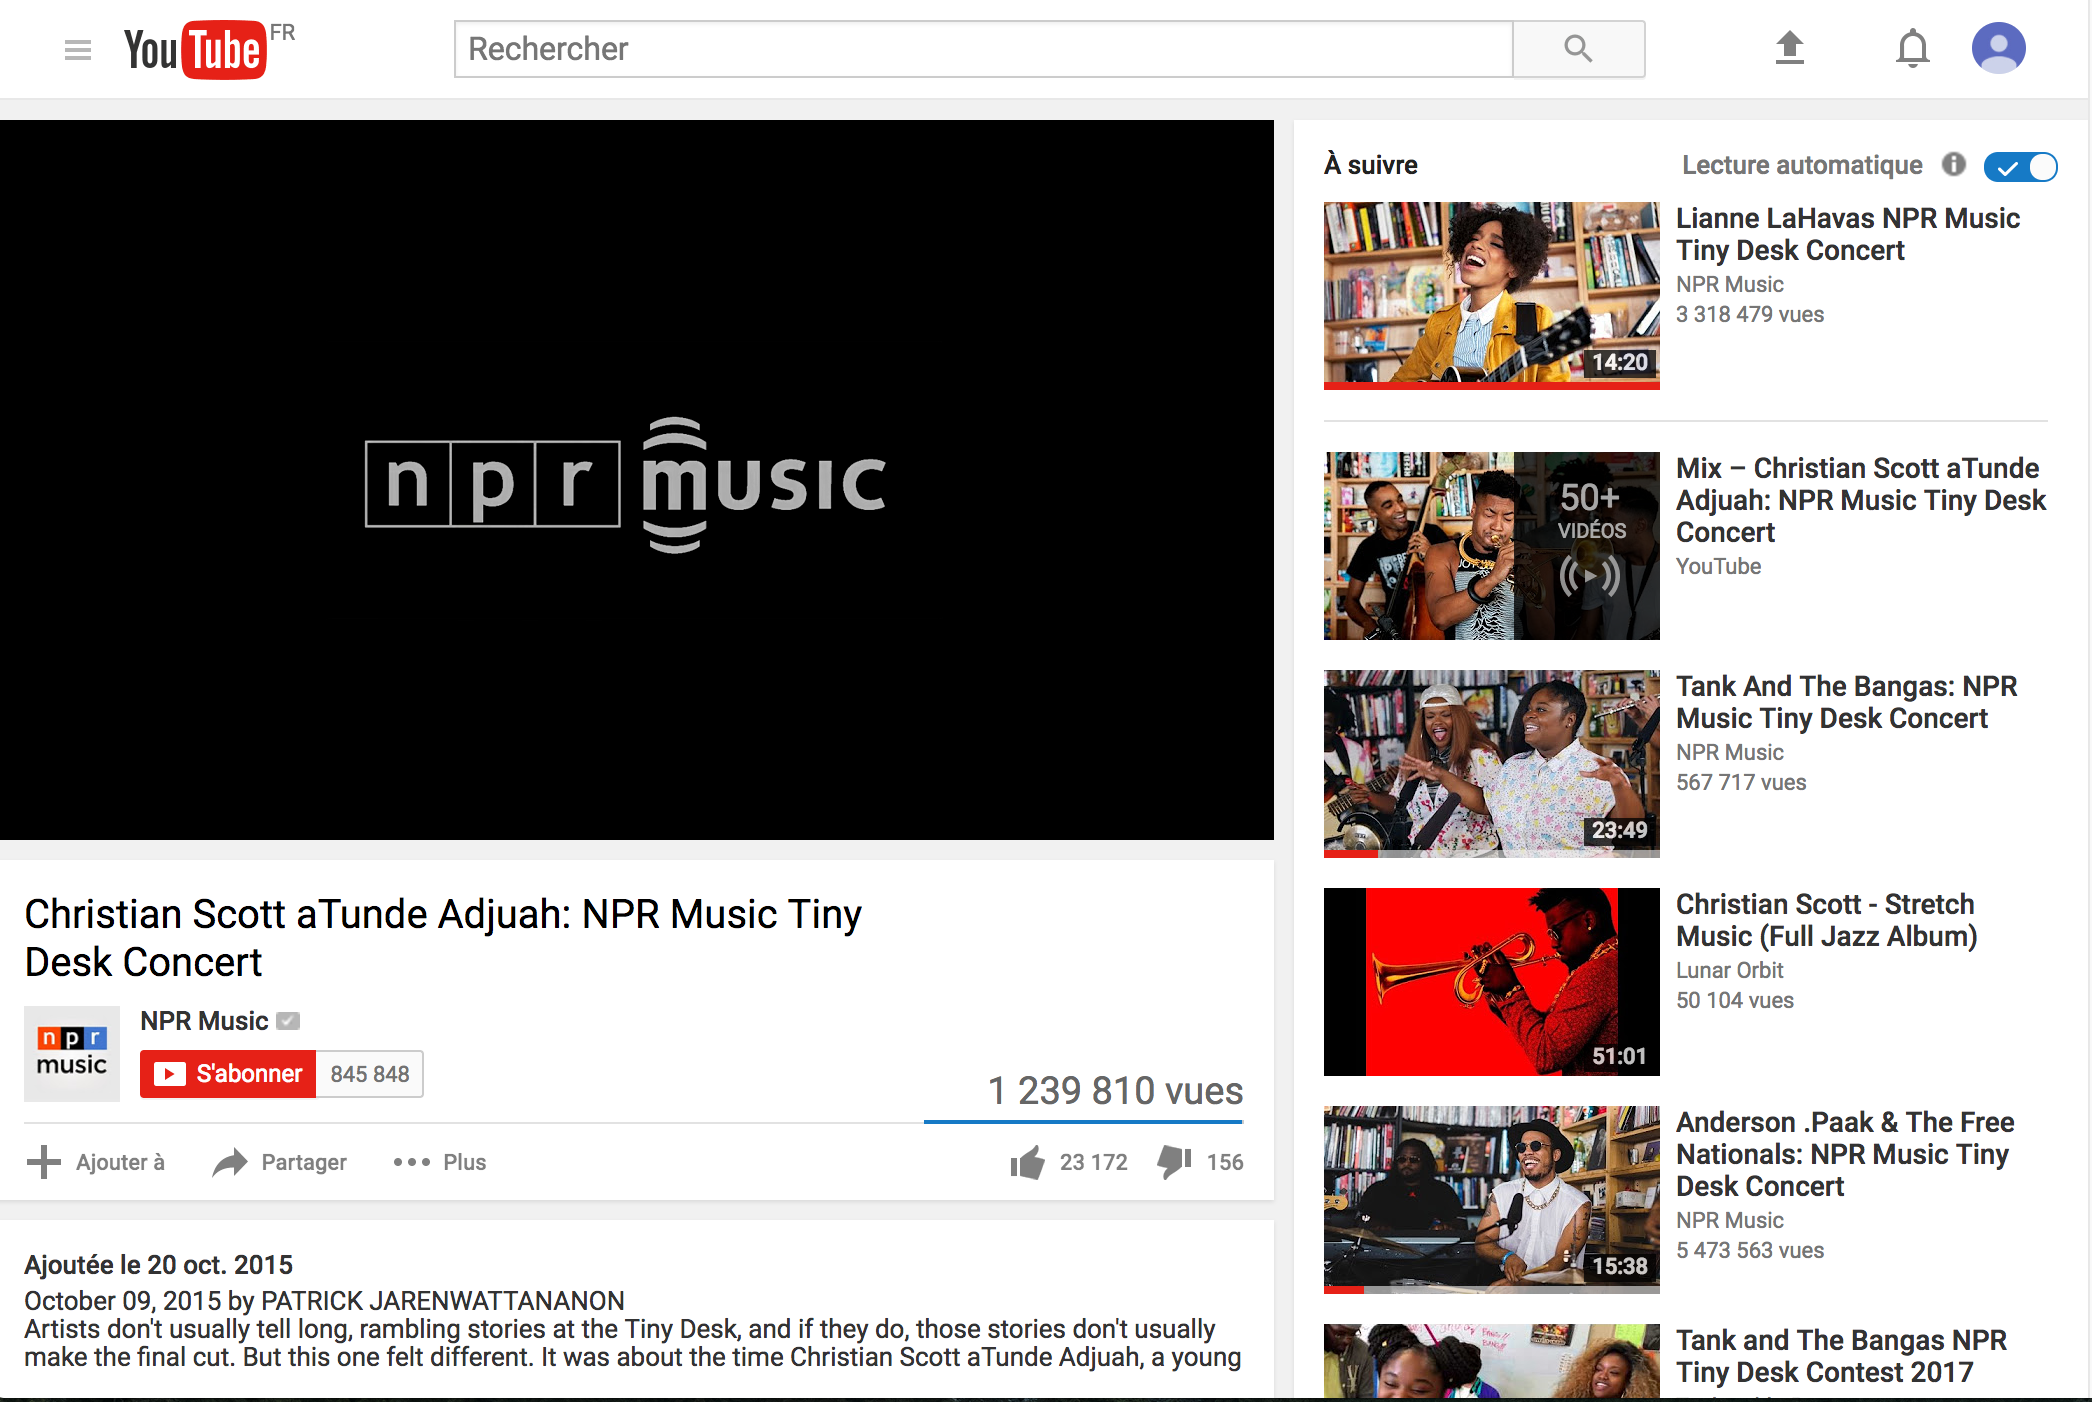 YouTube FR
Rechercher
npr music
Christian Scott aTunde Adjuah: NPR Music Tiny
Desk Concert
npr
music
NPR Music
S'abonner 845 848
1 239 810 vues
Ajouter à Partager Plus 23 172 156
Ajoutée le 20 oct. 2015
October 09, 2015 by PATRICK JARENWATTANANON
Artists don't usually tell long, rambling stories at the Tiny Desk, and if they do, those stories don't usually
make the final cut. But this one felt different. It was about the time Christian Scott aTunde Adjuah, a young
À suivre
Lecture automatique
14:20
Lianne LaHavas NPR Music
Tiny Desk Concert
NPR Music
3 318 479 vues
50+
VIDÉOS
Mix – Christian Scott aTunde
Adjuah: NPR Music Tiny Desk
Concert
YouTube
23:49
Tank And The Bangas: NPR
Music Tiny Desk Concert
NPR Music
567 717 vues
51:01
Christian Scott - Stretch
Music (Full Jazz Album)
Lunar Orbit
50 104 vues
15:38
Anderson .Paak & The Free
Nationals: NPR Music Tiny
Desk Concert
NPR Music
5 473 563 vues
Tank and The Bangas NPR
Tiny Desk Contest 2017